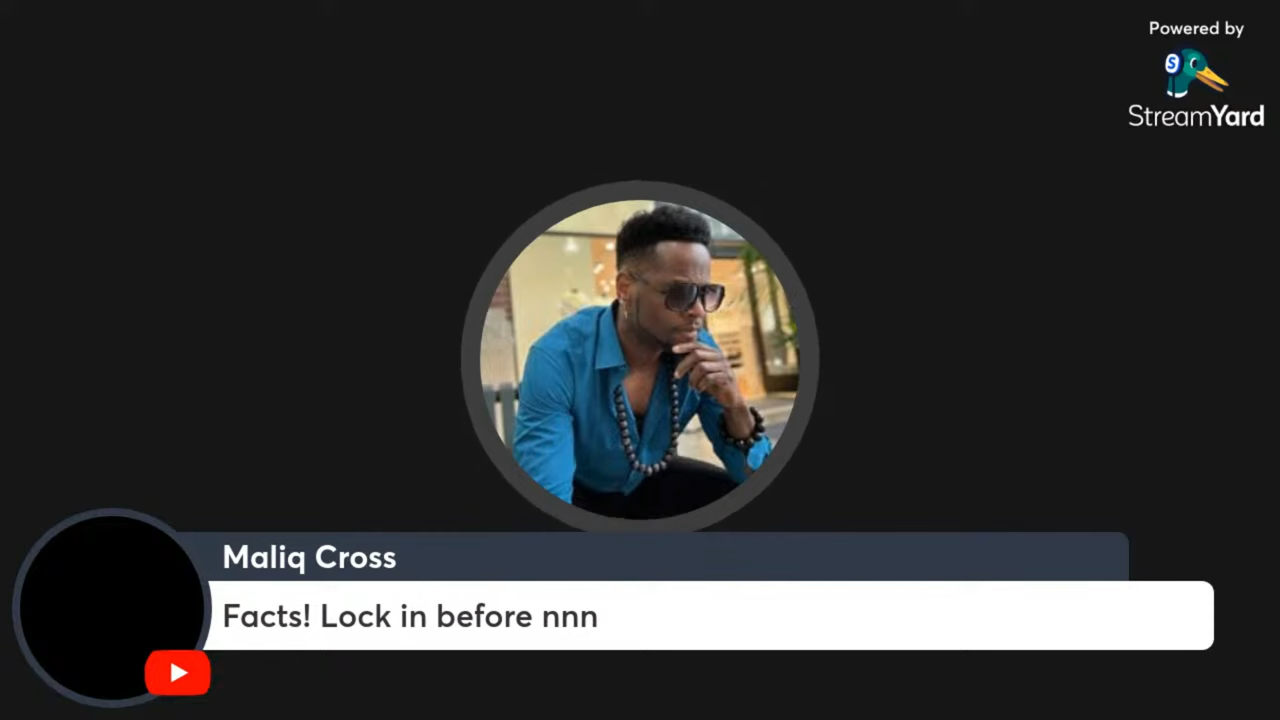 Powered by
S
StreamYard
Maliq Cross
Facts! Lock in before nnn